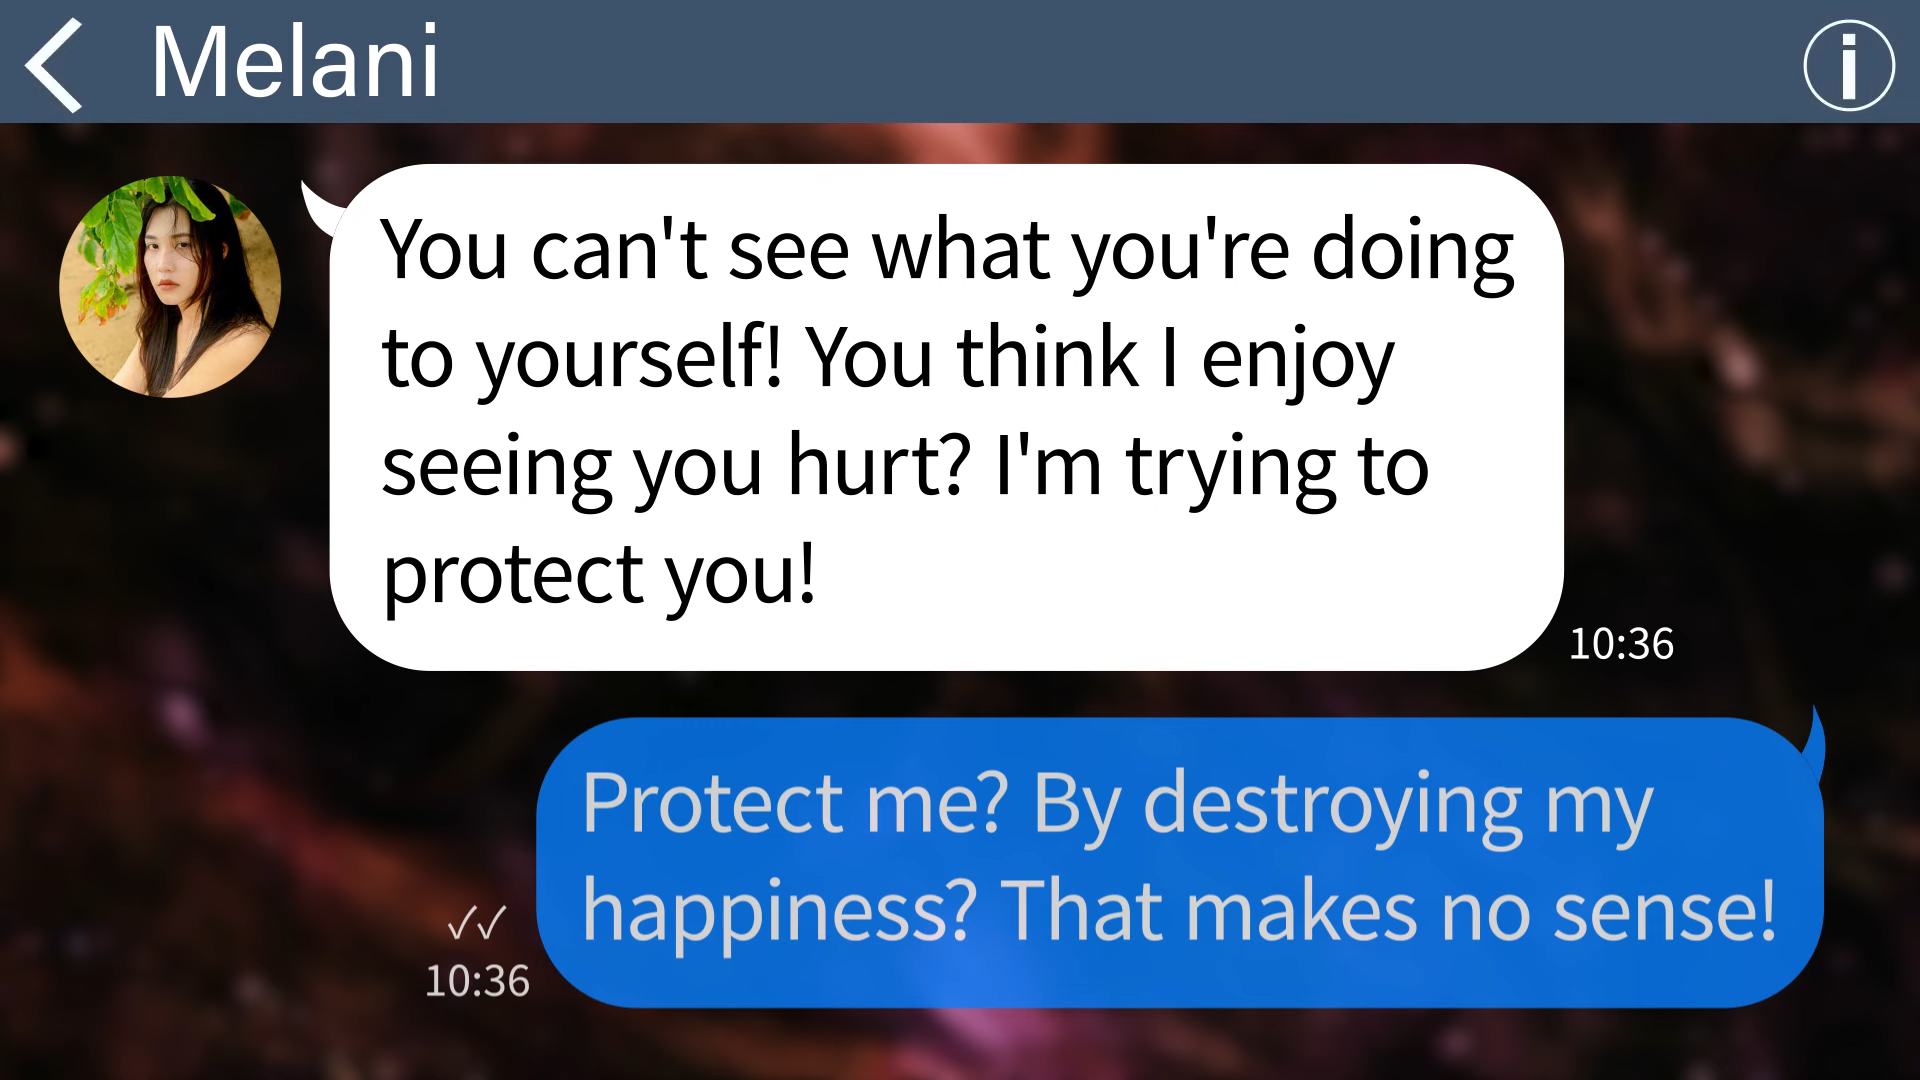 Melani
You can't see what you're doing
to yourself! You think I enjoy
seeing you hurt? I'm trying to
protect you!
10:36
Protect me? By destroying my
happiness? That makes no sense!
✓✓
10:36